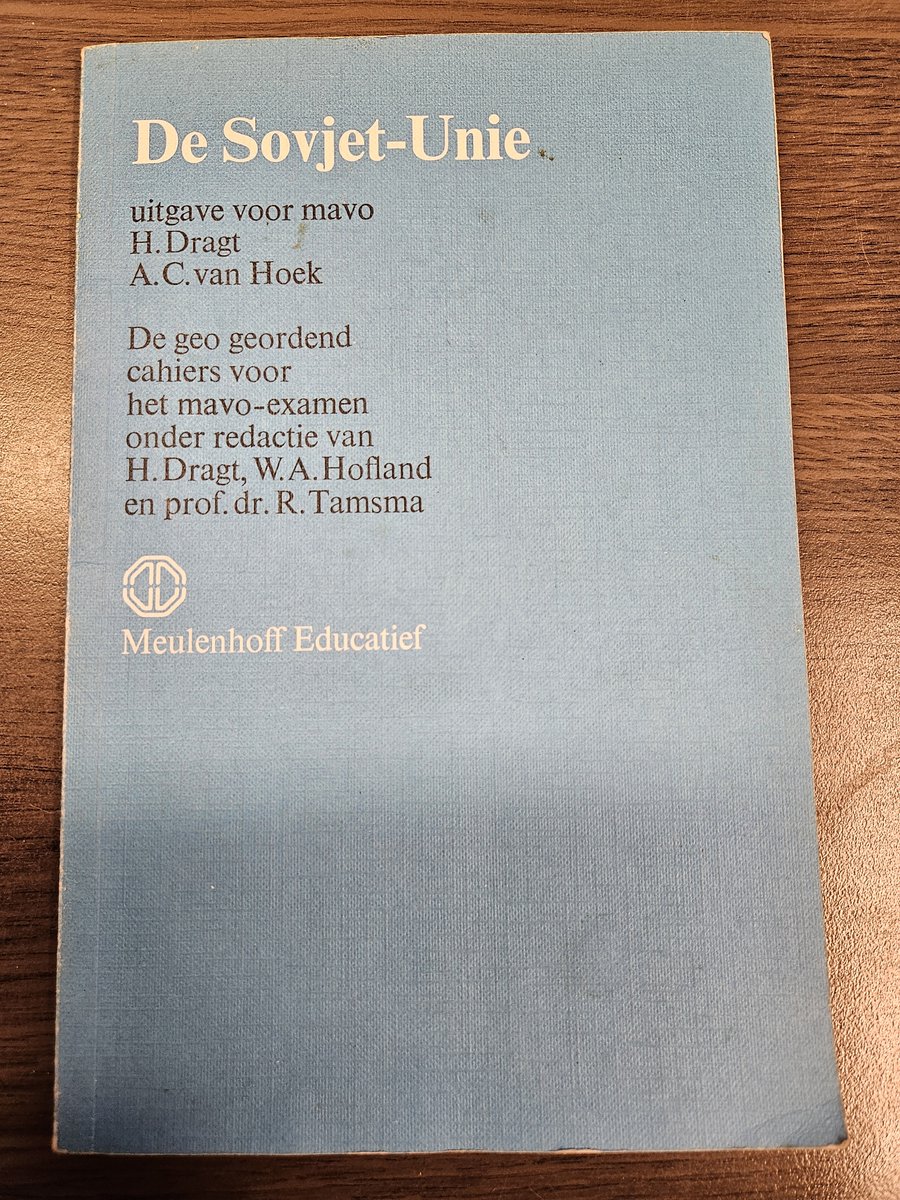 De Sovjet-Unie
uitgave voor mavo
H. Dragt
A.C. van Hoek
De geo geordend
cahiers voor
het mavo-examen
onder redactie van
H. Dragt, W.A. Hofland
en prof. dr. R. Tamsma
Meulenhoff Educatief